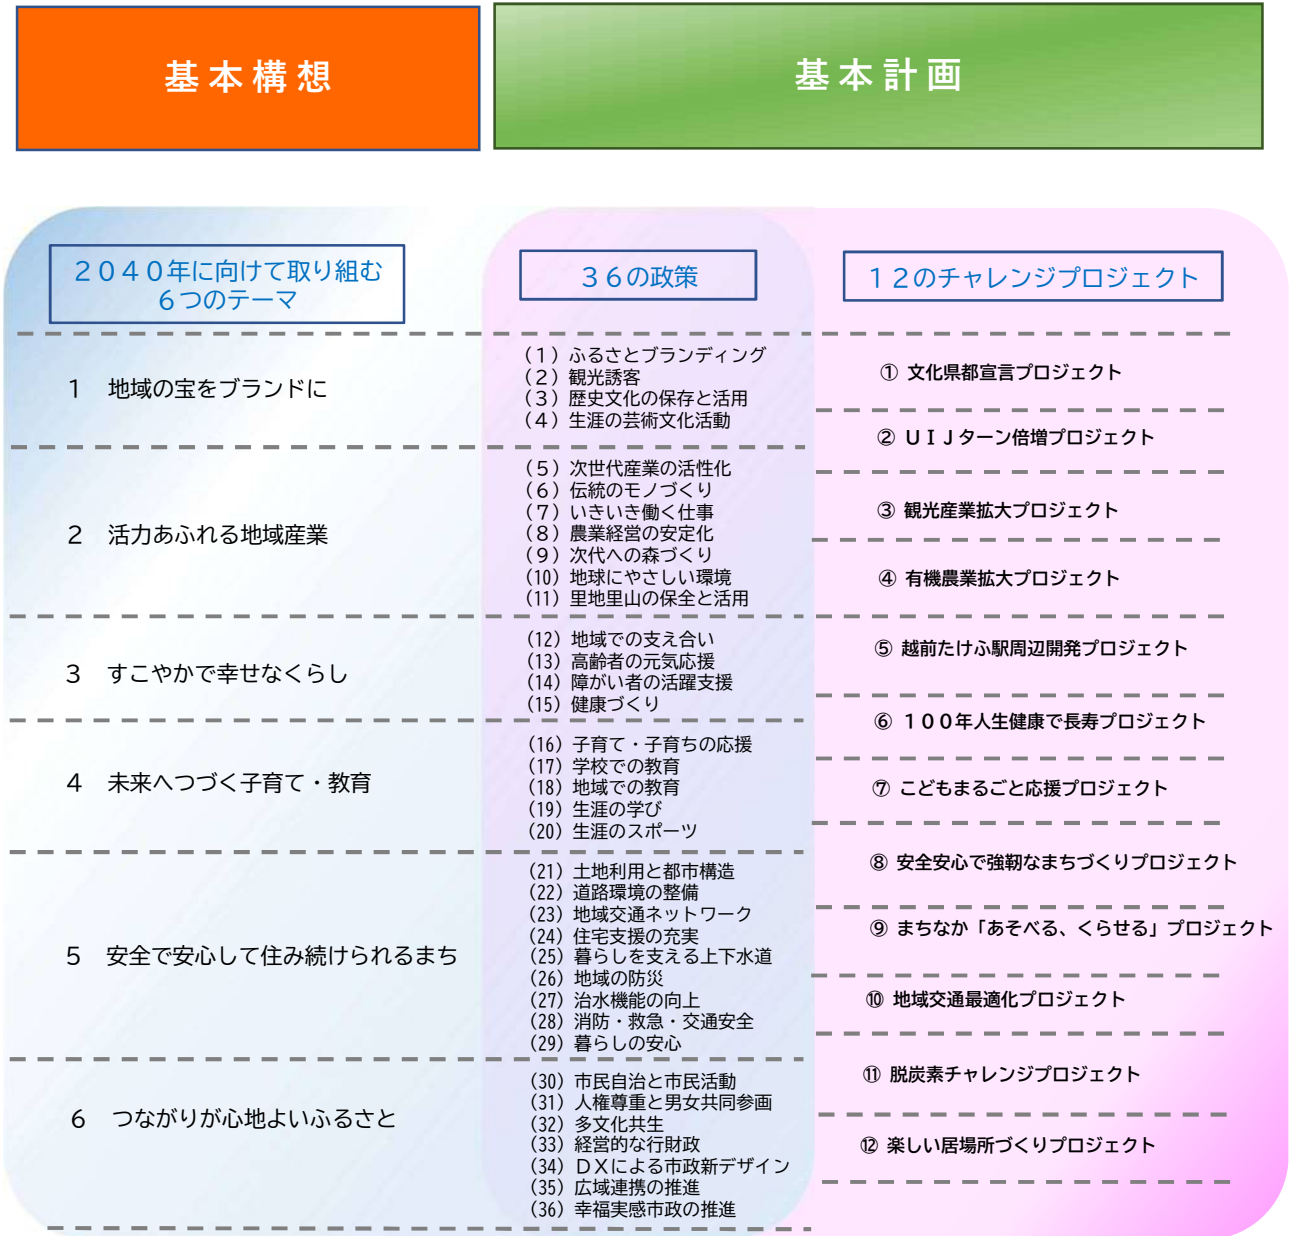 基本構想
基本計画
２０４０年に向けて取り組む
６つのテーマ
１　地域の宝をブランドに
２　活力あふれる地域産業
３　すこやかで幸せなくらし
４　未来へつづく子育て・教育
５　安全で安心して住み続けられるまち
６　つながりが心地よいふるさと
３６の政策
（１）ふるさとブランディング
（２）観光誘客
（３）歴史文化の保存と活用
（４）生涯の芸術文化活動
（５）次世代産業の活性化
（６）伝統のモノづくり
（７）いきいき働く仕事
（８）農業経営の安定化
（９）次代への森づくり
（10）地球にやさしい環境
（11）里地里山の保全と活用
（12）地域での支え合い
（13）高齢者の元気応援
（14）障がい者の活躍支援
（15）健康づくり
（16）子育て・子育ちの応援
（17）学校での教育
（18）地域での教育
（19）生涯の学び
（20）生涯のスポーツ
（21）土地利用と都市構造
（22）道路環境の整備
（23）地域交通ネットワーク
（24）住宅支援の充実
（25）暮らしを支える上下水道
（26）地域の防災
（27）治水機能の向上
（28）消防・救急・交通安全
（29）暮らしの安心
（30）市民自治と市民活動
（31）人権尊重と男女共同参画
（32）多文化共生
（33）経営的な行財政
（34）ＤＸによる市政新デザイン
（35）広域連携の推進
（36）幸福実感市政の推進
１２のチャレンジプロジェクト
① 文化県都宣言プロジェクト
② ＵＩＪターン倍増プロジェクト
③ 観光産業拡大プロジェクト
④ 有機農業拡大プロジェクト
⑤ 越前たけふ駅周辺開発プロジェクト
⑥ １００年人生健康で長寿プロジェクト
⑦ こどもまるごと応援プロジェクト
⑧ 安全安心で強靭なまちづくりプロジェクト
⑨ まちなか「あそべる、くらせる」プロジェクト
⑩ 地域交通最適化プロジェクト
⑪ 脱炭素チャレンジプロジェクト
⑫ 楽しい居場所づくりプロジェクト